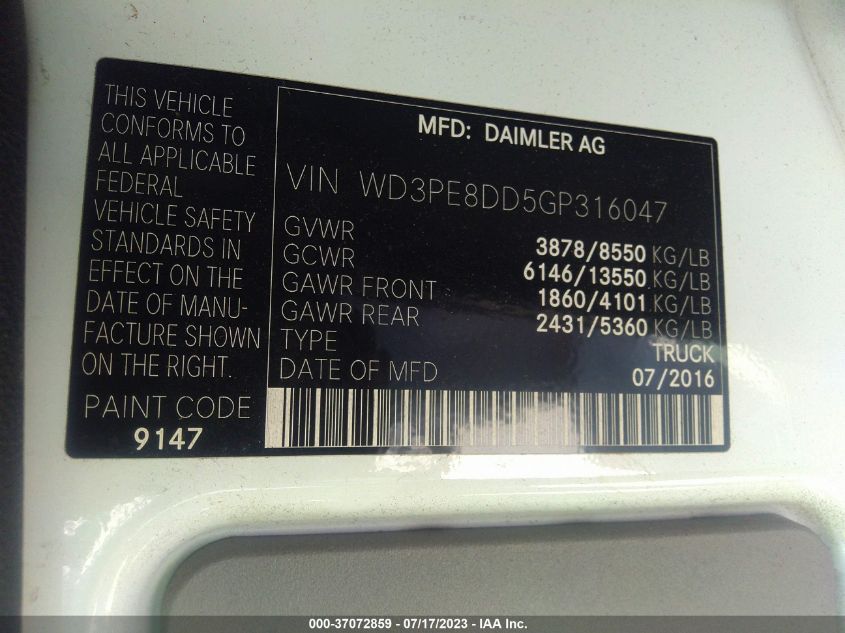 THIS VEHICLE
CONFORMS TO
ALL APPLICABLE
FEDERAL
VEHICLE SAFETY
STANDARDS IN
EFFECT ON THE
DATE OF MANU-
FACTURE SHOWN
ON THE RIGHT.
PAINT CODE
9147
MFD: DAIMLER AG
VIN WD3PE8DD5GP316047
GVWR 3878/8550 KG/LB
GCWR 6146/13550 KG/LB
GAWR FRONT 1860/4101 KG/LB
GAWR REAR 2431/5360 KG/LB
TYPE TRUCK
DATE OF MFD 07/2016
000-37072859 - 07/17/2023 - IAA Inc.